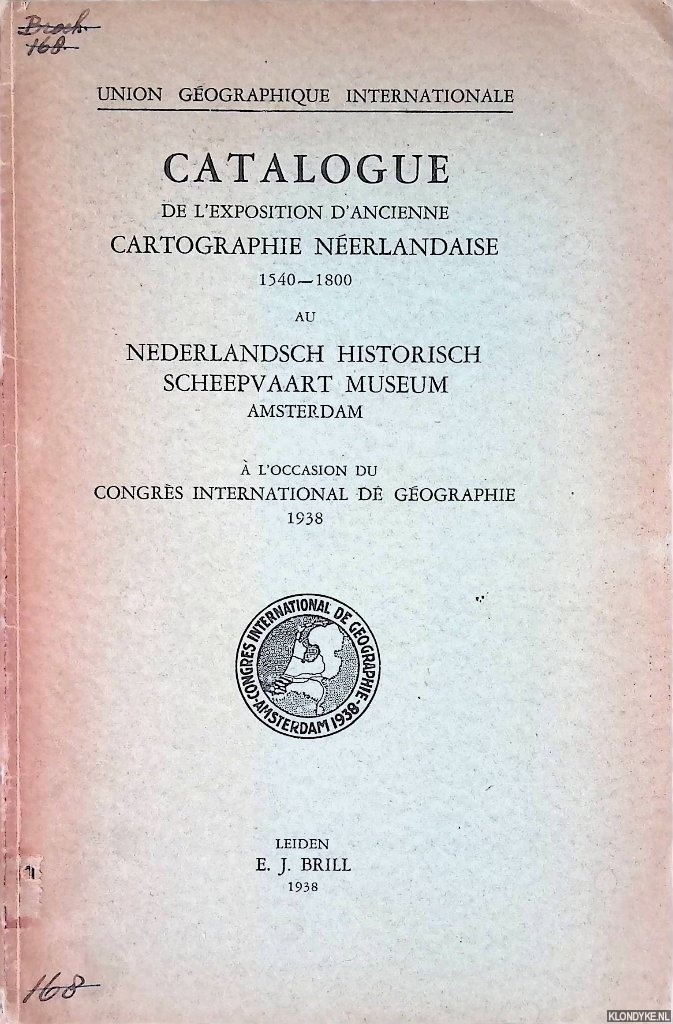 Broch.
168
UNION GÉOGRAPHIQUE INTERNATIONALE
CATALOGUE
DE L'EXPOSITION D'ANCIENNE
CARTOGRAPHIE NÉERLANDAISE
1540—1800
AU
NEDERLANDSCH HISTORISCH
SCHEEPVAART MUSEUM
AMSTERDAM
À L'OCCASION DU
CONGRÈS INTERNATIONAL DÉ GÉOGRAPHIE
1938
CONGRES INTERNATIONAL DE GEOGRAPHIE
AMSTERDAM 1938
LEIDEN
E. J. BRILL
1938
168
KLONDYKE.NL